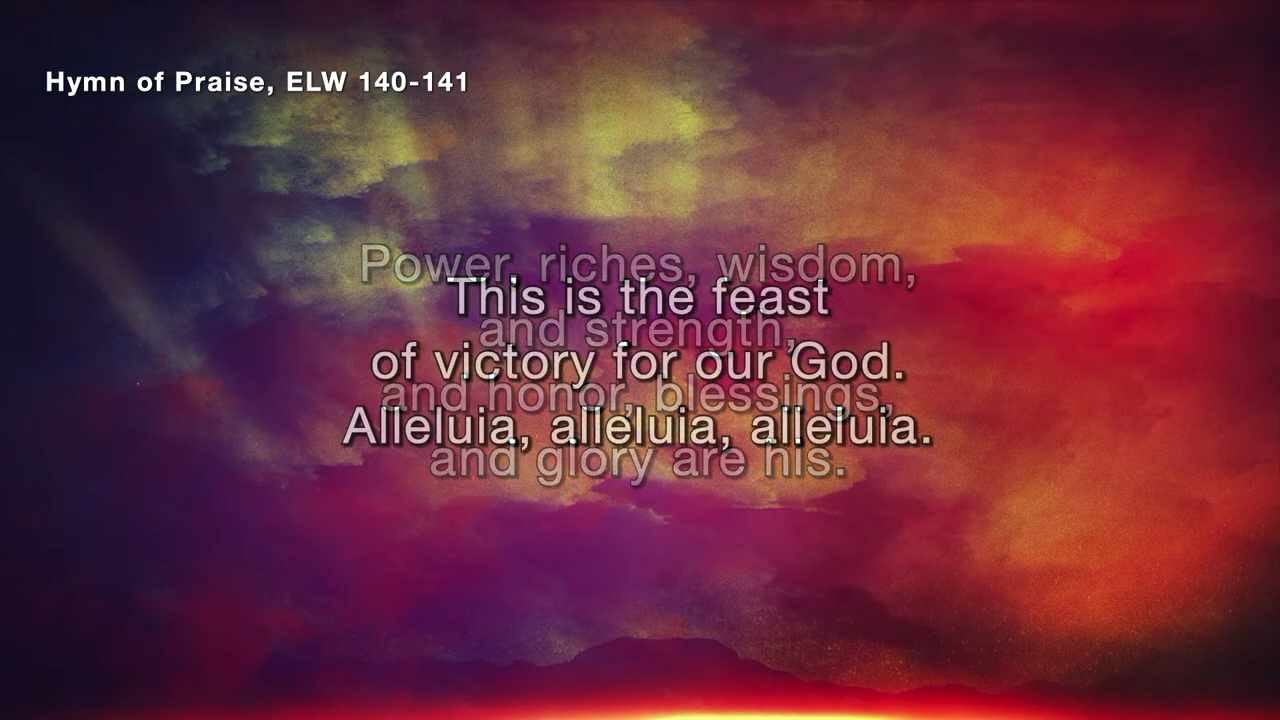 Hymn of Praise, ELW 140-141
Power, riches, wisdom,
This is the feast
and strength,
of victory for our God.
and honor, blessings,
Alleluia, alleluia, alleluia.
and glory are his.